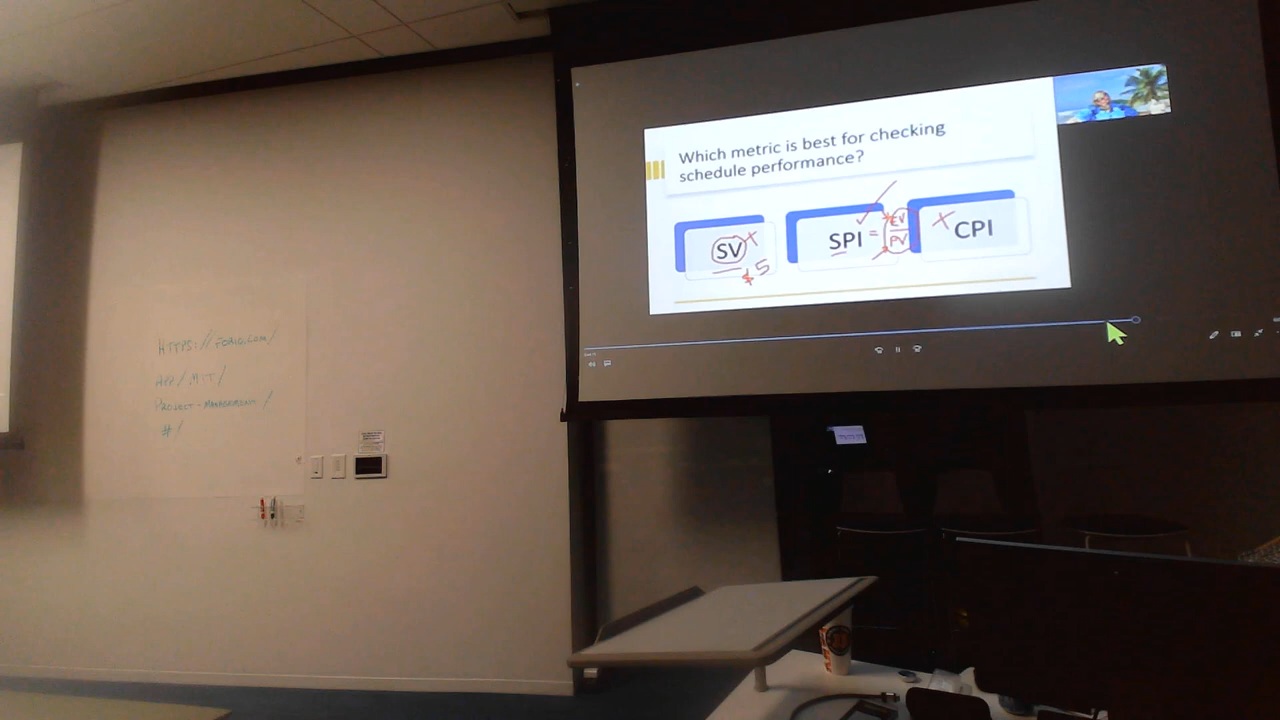 HTTPS://FORIO.COM/
APP/MIT/
PROJECT-MANAGEMENT/
#/
Which metric is best for checking
schedule performance?
SV X
$5
SPI = EV
PV
X CPI